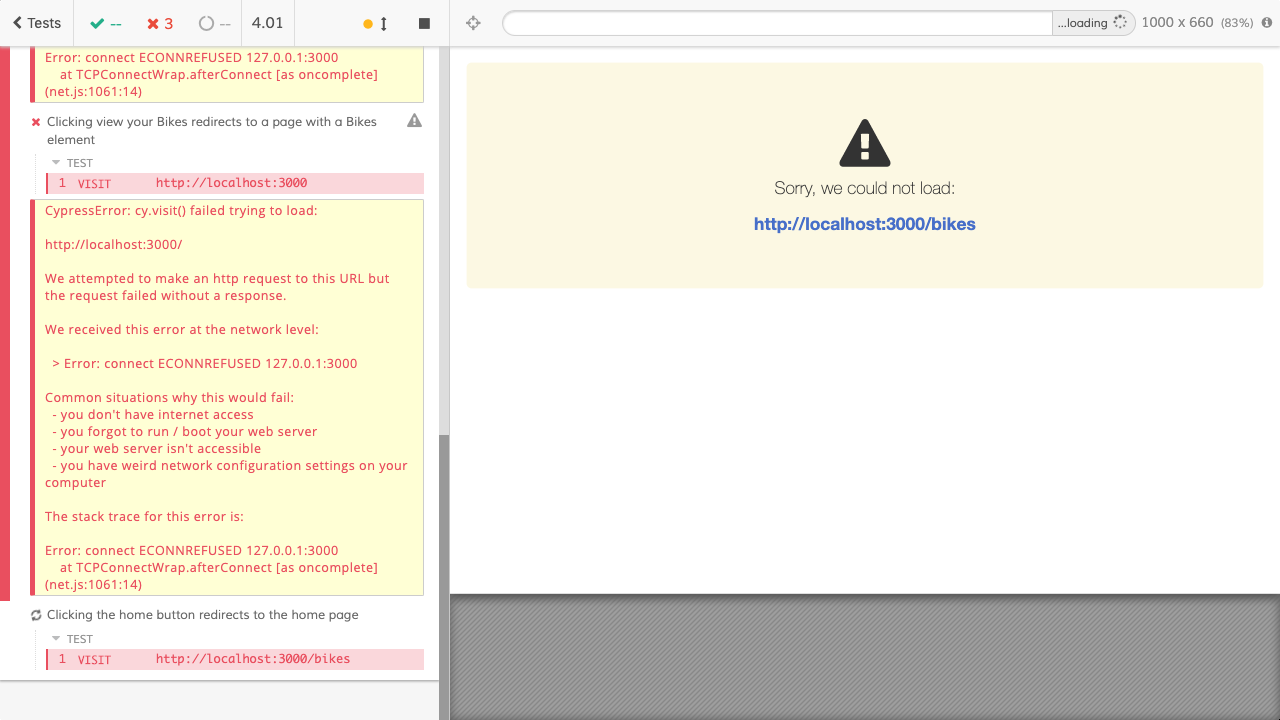 Tests
--
3
--
4.01
...loading
1000 x 660 (83%)
Error: connect ECONNREFUSED 127.0.0.1:3000
at TCPConnectWrap.afterConnect [as oncomplete]
(net.js:1061:14)
Clicking view your Bikes redirects to a page with a Bikes
element
TEST
1 VISIT http://localhost:3000
CypressError: cy.visit() failed trying to load:
http://localhost:3000/
We attempted to make an http request to this URL but
the request failed without a response.
We received this error at the network level:
> Error: connect ECONNREFUSED 127.0.0.1:3000
Common situations why this would fail:
- you don't have internet access
- you forgot to run / boot your web server
- your web server isn't accessible
- you have weird network configuration settings on your
computer
The stack trace for this error is:
Error: connect ECONNREFUSED 127.0.0.1:3000
at TCPConnectWrap.afterConnect [as oncomplete]
(net.js:1061:14)
Clicking the home button redirects to the home page
TEST
1 VISIT http://localhost:3000/bikes
Sorry, we could not load:
http://localhost:3000/bikes